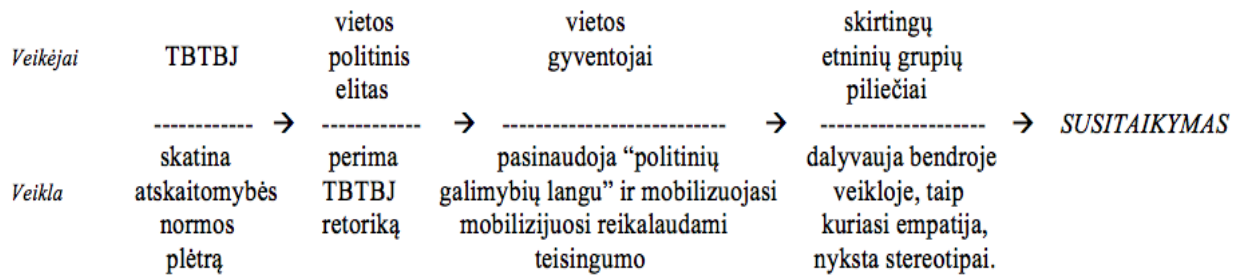 vietos vietos skirtingų
Veikėjai TBTBJ politinis gyventojai etninių grupių
elitas piliečiai
------------ → ------------ → --------------------------- → -------------------- → SUSITAIKYMAS
skatina perima pasinaudoja “politinių dalyvauja bendroje
Veikla atskaitomybės TBTBJ galimybių langu” ir mobilizuojasi veikloje, taip
normos retoriką mobilizijuosi reikalaudami kuriasi empatija,
plėtrą teisingumo nyksta stereotipai.